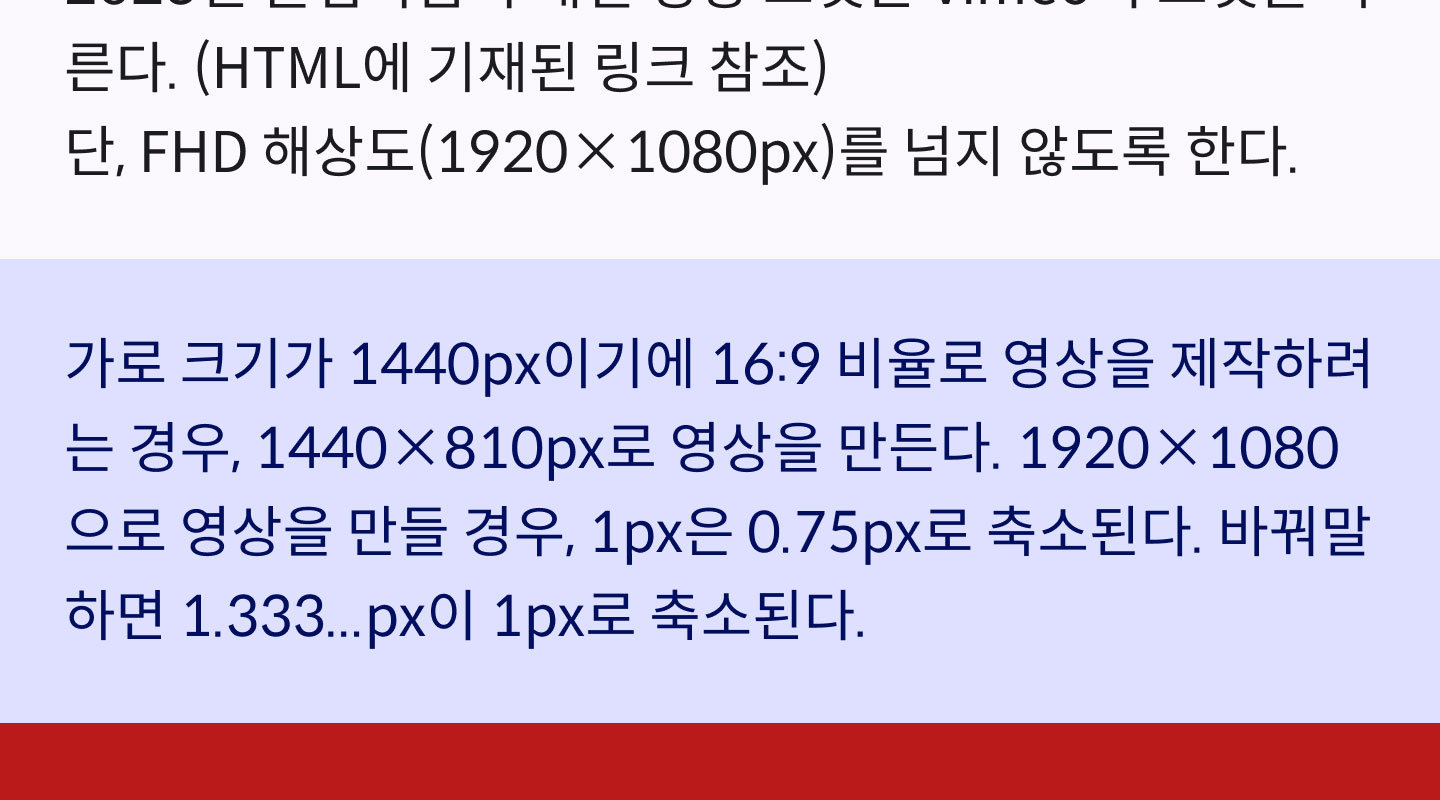 른다. (HTML에 기재된 링크 참조)
단, FHD 해상도(1920×1080px)를 넘지 않도록 한다.
가로 크기가 1440px이기에 16:9 비율로 영상을 제작하려
는 경우, 1440×810px로 영상을 만든다. 1920×1080
으로 영상을 만들 경우, 1px은 0.75px로 축소된다. 바꿔말
하면 1.333...px이 1px로 축소된다.